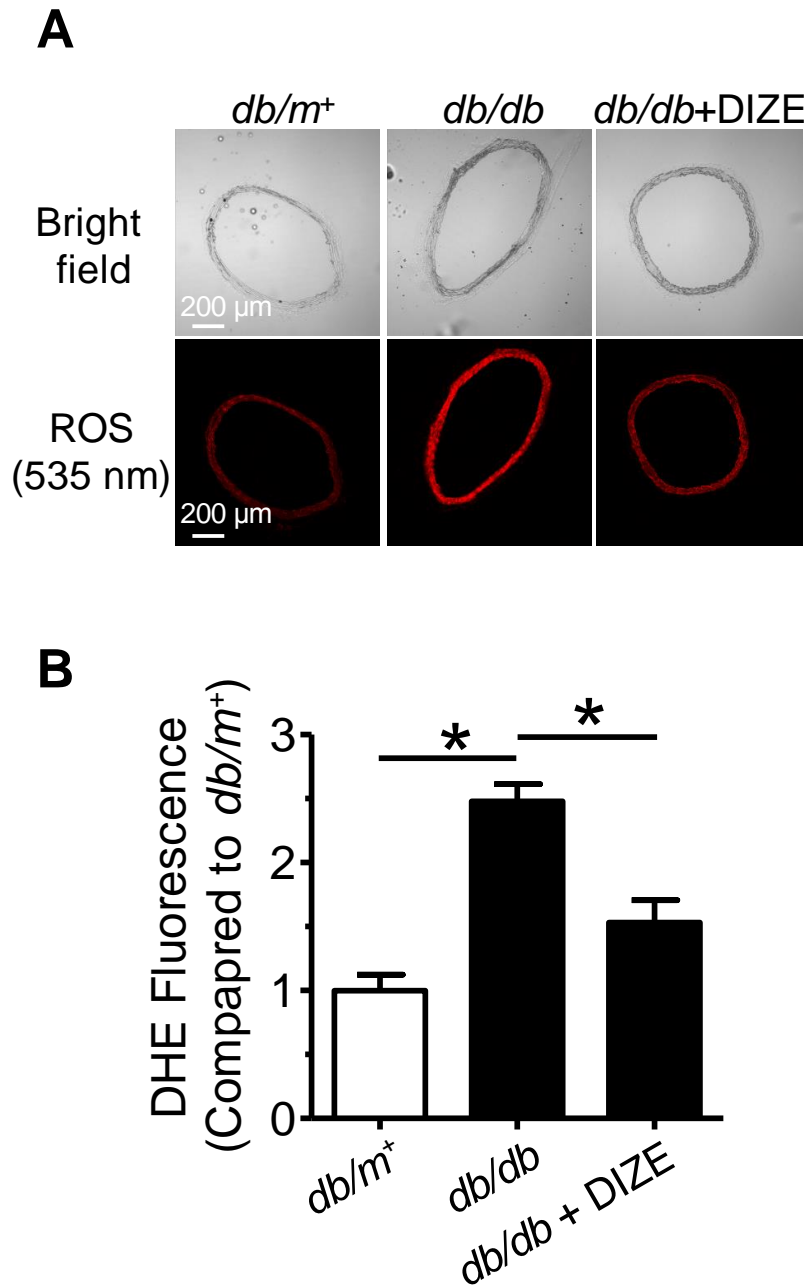 A
db/m⁺
db/db
db/db+DIZE
Bright
field
200 µm
ROS
(535 nm)
200 µm
B
DHE Fluorescence
(Compapred to db/m⁺)
3
2
1
0
*
*
db/m⁺
db/db
db/db + DIZE